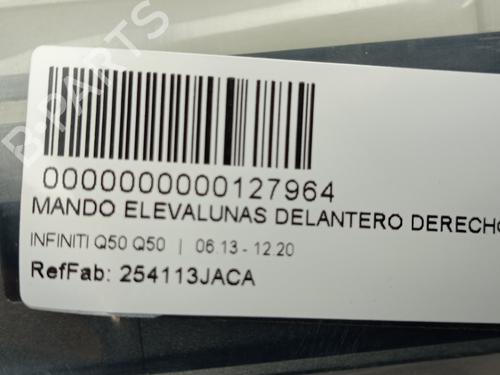 B-PARTS
0000000000127964
MANDO ELEVALUNAS DELANTERO DERECHO
INFINITI Q50 Q50 | 06.13 - 12.20
RefFab: 254113JACA